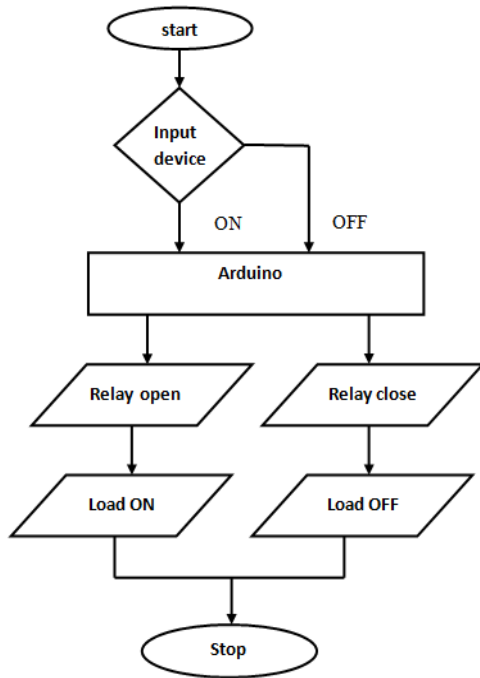 start
Input
device
ON
OFF
Arduino
Relay open
Relay close
Load ON
Load OFF
Stop